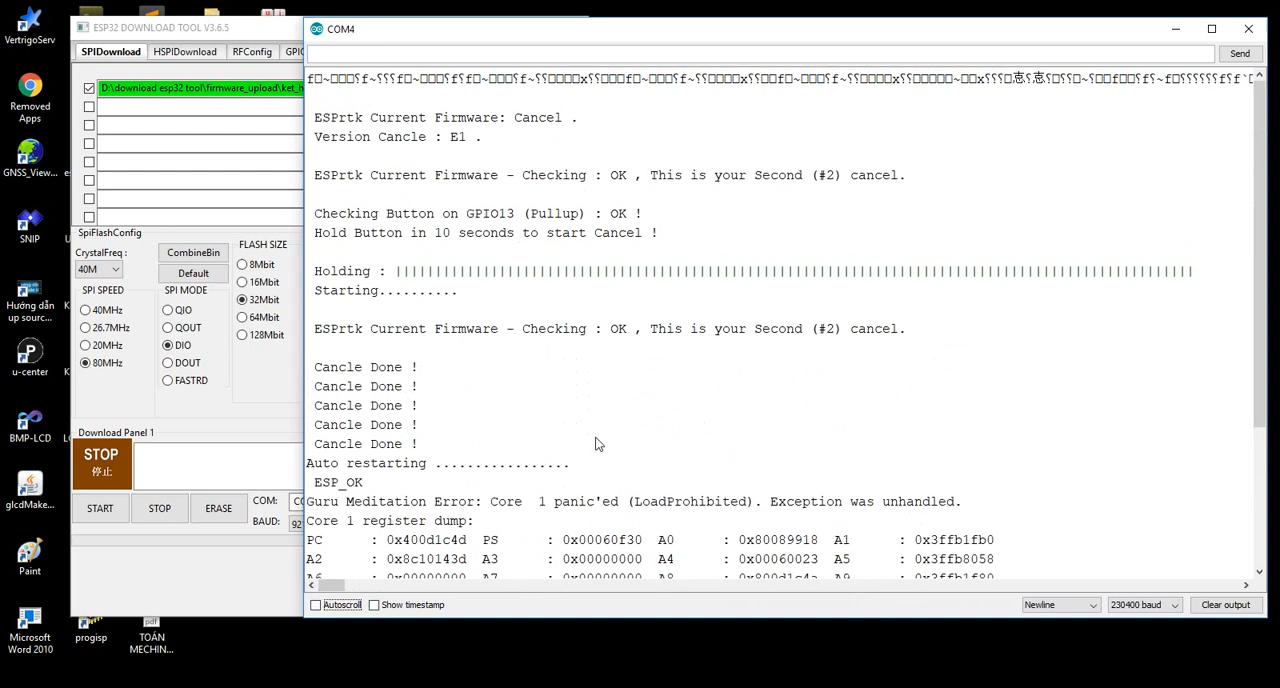 VertrigoServ
Removed
Apps
GNSS_View...
SNIP
Hướng dẫn
up sourc...
u-center
BMP-LCD
glcdMake...
Paint
Microsoft
Word 2010
progisp
TOÁN
MECHIN...
ESP32 DOWNLOAD TOOL V3.6.5
SPIDownload
HSPIDownload
RFConfig
D:\download esp32 tool\firmware_upload\ket_h
SpiFlashConfig
CrystalFreq :
40M
CombineBin
Default
SPI SPEED
40MHz
26.7MHz
20MHz
80MHz
SPI MODE
QIO
QOUT
DIO
DOUT
FASTRD
FLASH SIZE
8Mbit
16Mbit
32Mbit
64Mbit
128Mbit
Download Panel 1
STOP
停止
START
STOP
ERASE
COM:
BAUD:
92
COM4
Send
ESPrtk Current Firmware: Cancel .
Version Cancle : E1 .
ESPrtk Current Firmware - Checking : OK , This is your Second (#2) cancel.
Checking Button on GPIO13 (Pullup) : OK !
Hold Button in 10 seconds to start Cancel !
Holding : ||||||||||||||||||||||||||||||||||||||||||||||||||||||||||||||||||||||||||||||||||||||||||||||||||||
Starting..........
ESPrtk Current Firmware - Checking : OK , This is your Second (#2) cancel.
Cancle Done !
Cancle Done !
Cancle Done !
Cancle Done !
Cancle Done !
Auto restarting .................
ESP_OK
Guru Meditation Error: Core  1 panic'ed (LoadProhibited). Exception was unhandled.
Core 1 register dump:
PC      : 0x400d1c4d  PS      : 0x00060f30  A0      : 0x80089918  A1      : 0x3ffb1fb0
A2      : 0x8c10143d  A3      : 0x00000000  A4      : 0x00060023  A5      : 0x3ffb8058
Autoscroll
Show timestamp
Newline
230400 baud
Clear output